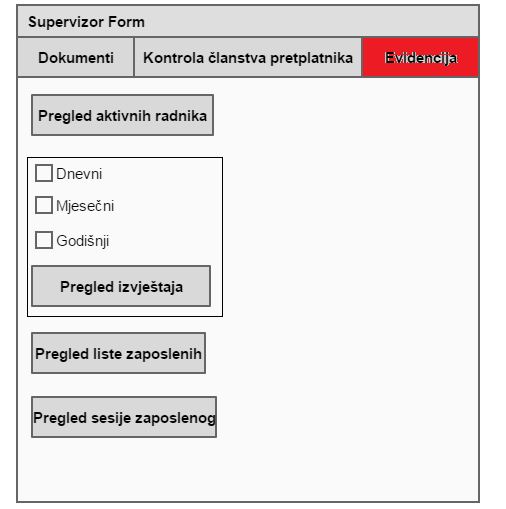 Supervizor Form
Dokumenti Kontrola članstva pretplatnika Evidencija
Pregled aktivnih radnika
Dnevni
Mjesečni
Godišnji
Pregled izvještaja
Pregled liste zaposlenih
Pregled sesije zaposlenog